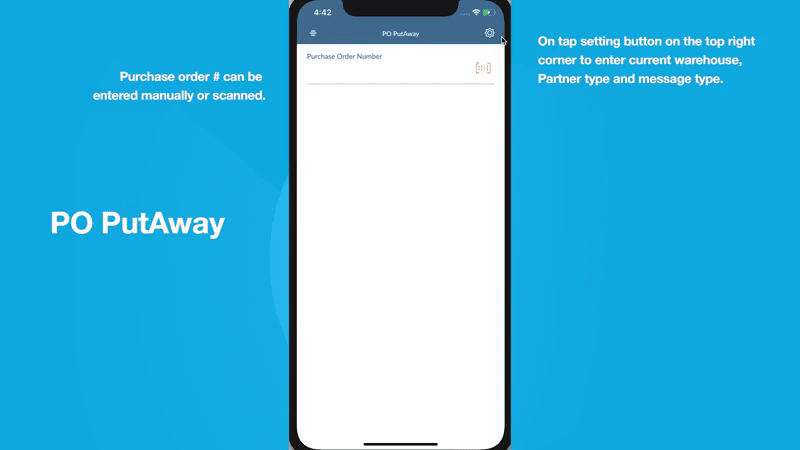 4:42
PO PutAway
Purchase Order Number
Purchase order # can be
entered manually or scanned.
PO PutAway
On tap setting button on the top right
corner to enter current warehouse,
Partner type and message type.